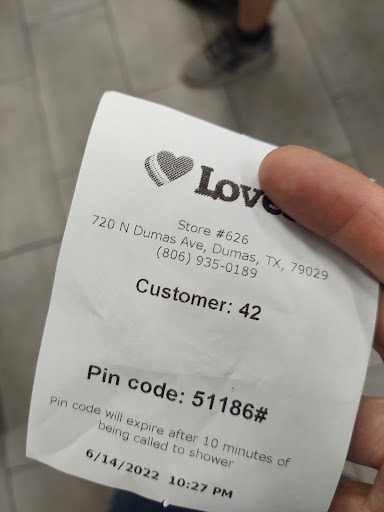 Love
Store #626
720 N Dumas Ave, Dumas, TX, 79029
(806) 935-0189
Customer: 42
Pin code: 51186#
Pin code will expire after 10 minutes of
being called to shower
6/14/2022 10:27 PM